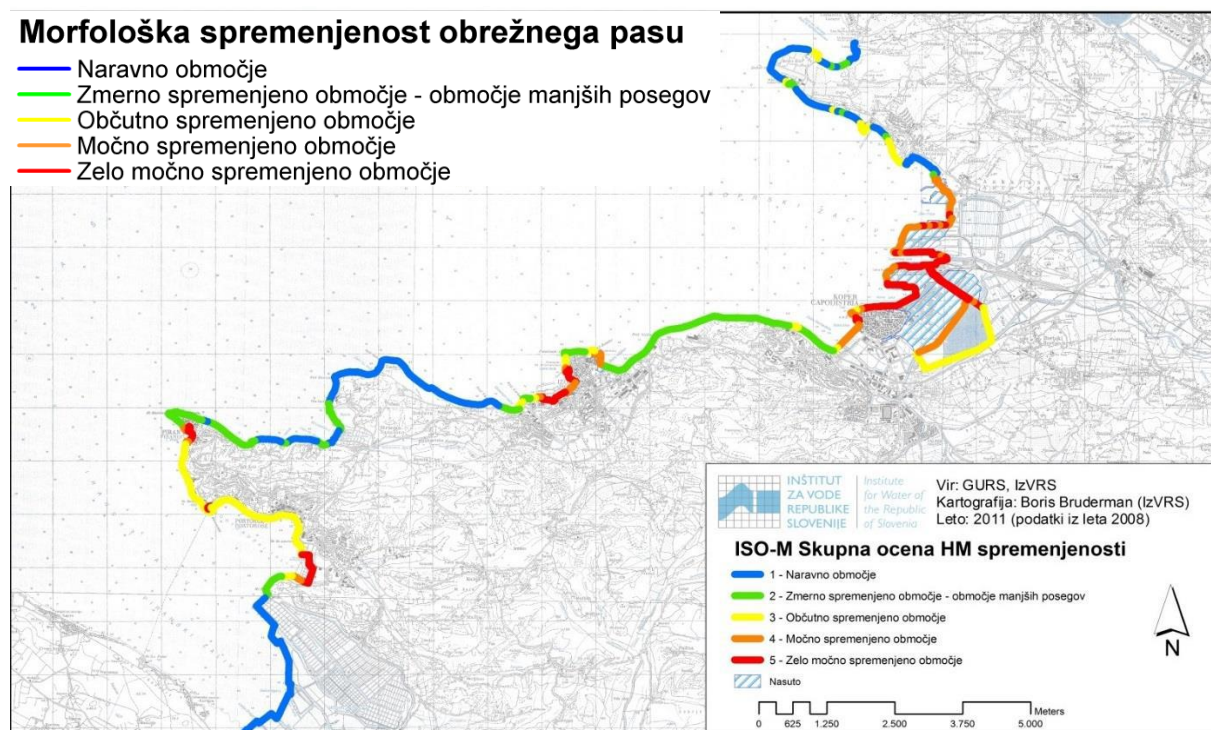 Morfološka spremenjenost obrežnega pasu
Naravno območje
Zmerno spremenjeno območje - območje manjših posegov
Občutno spremenjeno območje
Močno spremenjeno območje
Zelo močno spremenjeno območje
KOPER
CAPODISTRIA
INŠTITUT
ZA VODE
REPUBLIKE
SLOVENIJE
Institute
for Water of
the Republic
of Slovenia
Vir: GURS, IzVRS
Kartografija: Boris Bruderman (IzVRS)
Leto: 2011 (podatki iz leta 2008)
ISO-M Skupna ocena HM spremenjenosti
1 - Naravno območje
2 - Zmerno spremenjeno območje - območje manjših posegov
3 - Občutno spremenjeno območje
4 - Močno spremenjeno območje
5 - Zelo močno spremenjeno območje
Nasuto
N
Meters
0 625 1.250 2.500 3.750 5.000